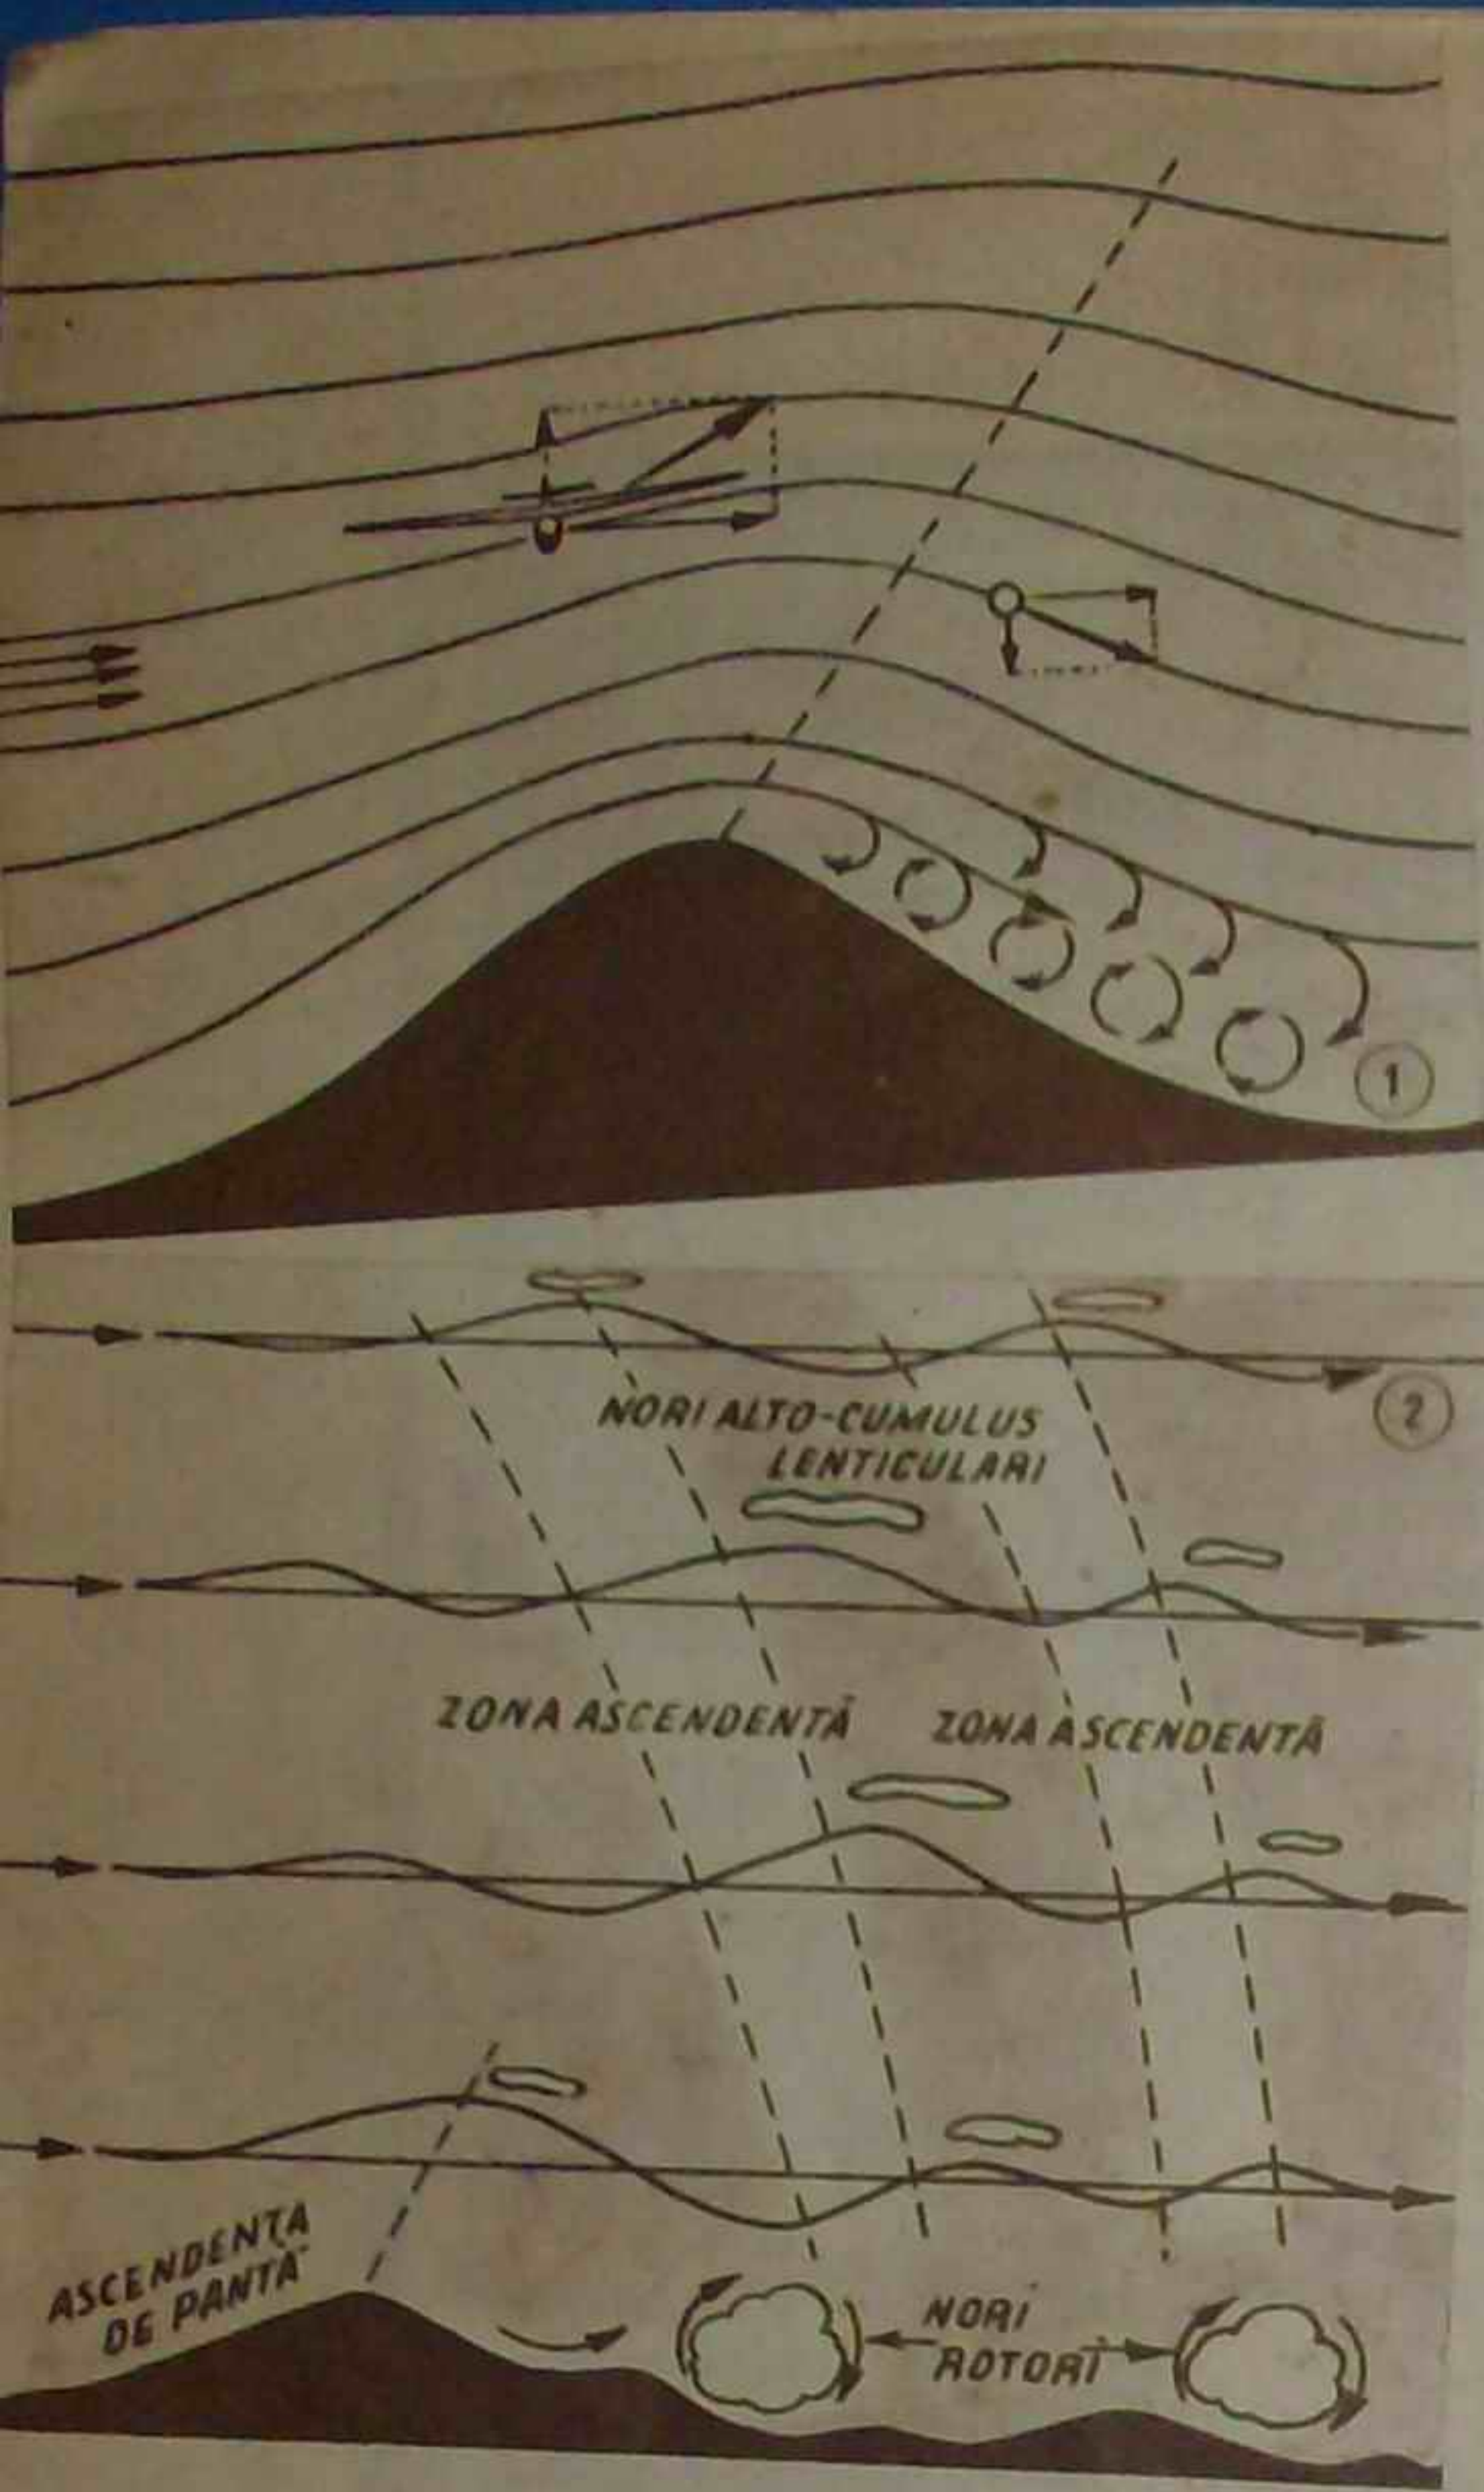 1
2
NORI ALTO-CUMULUS
LENTICULARI
ZONA ASCENDENTĂ
ZONA ASCENDENTĂ
ASCENDENȚA
DE PANTĂ
NORI
ROTORI